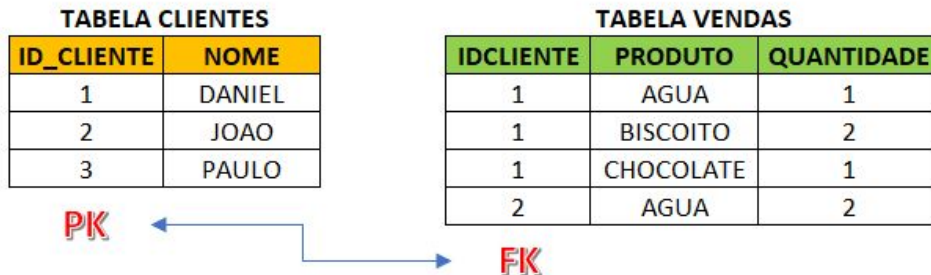 TABELA CLIENTES
ID_CLIENTE NOME
1 DANIEL
2 JOAO
3 PAULO
PK
TABELA VENDAS
IDCLIENTE PRODUTO QUANTIDADE
1 AGUA 1
1 BISCOITO 2
1 CHOCOLATE 1
2 AGUA 2
FK